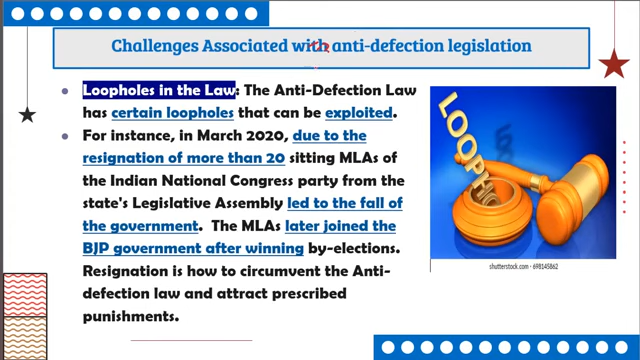 Challenges Associated with anti-defection legislation
Loopholes in the Law: The Anti-Defection Law
has certain loopholes that can be exploited.
For instance, in March 2020, due to the
resignation of more than 20 sitting MLAs of
the Indian National Congress party from the
state's Legislative Assembly led to the fall of
the government. The MLAs later joined the
BJP government after winning by-elections.
Resignation is how to circumvent the Anti-
defection law and attract prescribed
punishments.
LOOPHOLE
shutterstock.com • 698145862